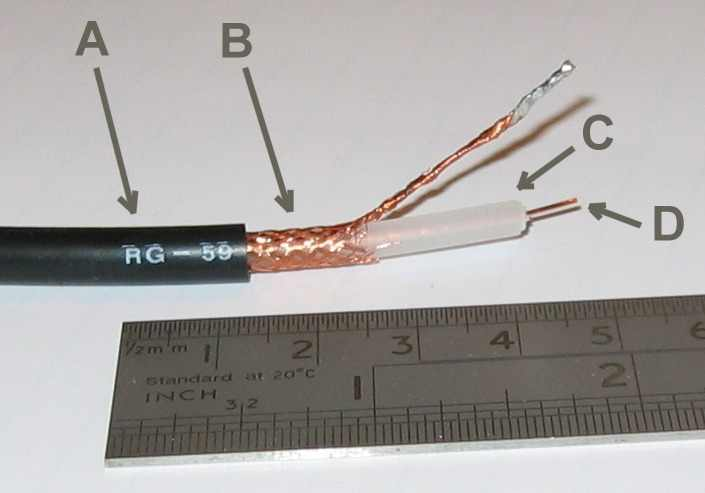 A B
C
D
RG-59
1/2mm 1 2 3 4 5 6
Standard at 20°C 1 2
INCH 32